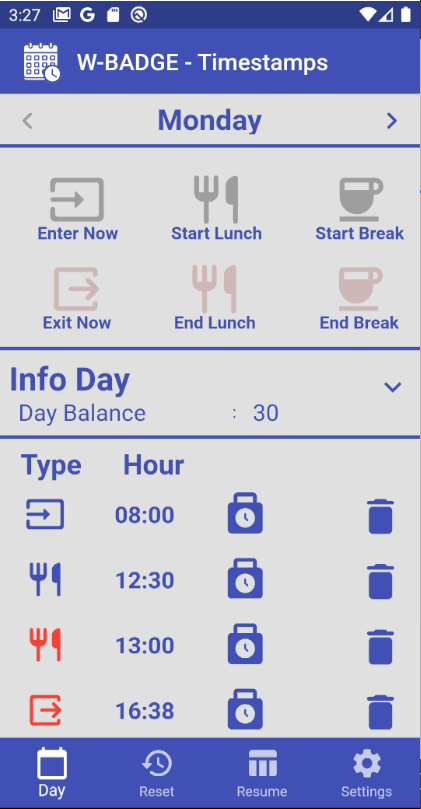 3:27
W-BADGE - Timestamps
Monday
Enter Now Start Lunch Start Break
Exit Now End Lunch End Break
Info Day
Day Balance : 30
Type Hour
08:00
12:30
13:00
16:38
Day Reset Resume Settings